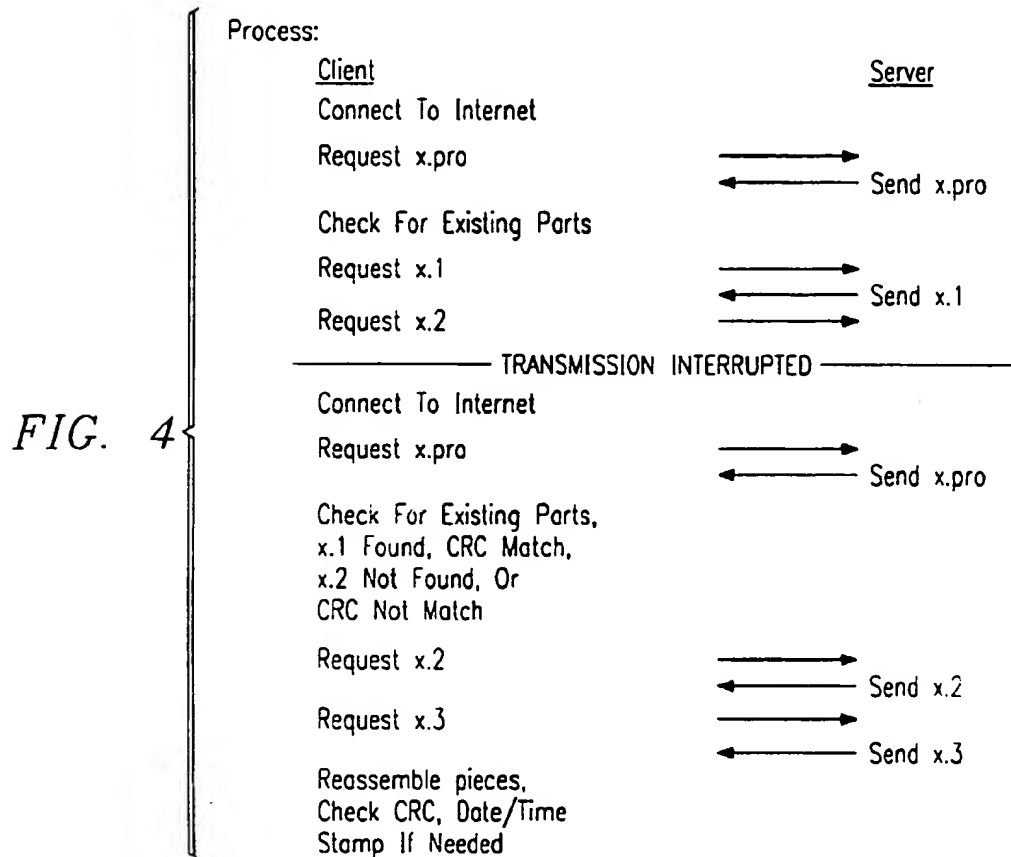 Process:
Client Server
Connect To Internet
Request x.pro
Send x.pro
Check For Existing Parts
Request x.1
Send x.1
Request x.2
TRANSMISSION INTERRUPTED
Connect To Internet
FIG. 4
Request x.pro
Send x.pro
Check For Existing Parts,
x.1 Found, CRC Match,
x.2 Not Found, Or
CRC Not Match
Request x.2
Send x.2
Request x.3
Send x.3
Reassemble pieces,
Check CRC, Date/Time
Stamp If Needed